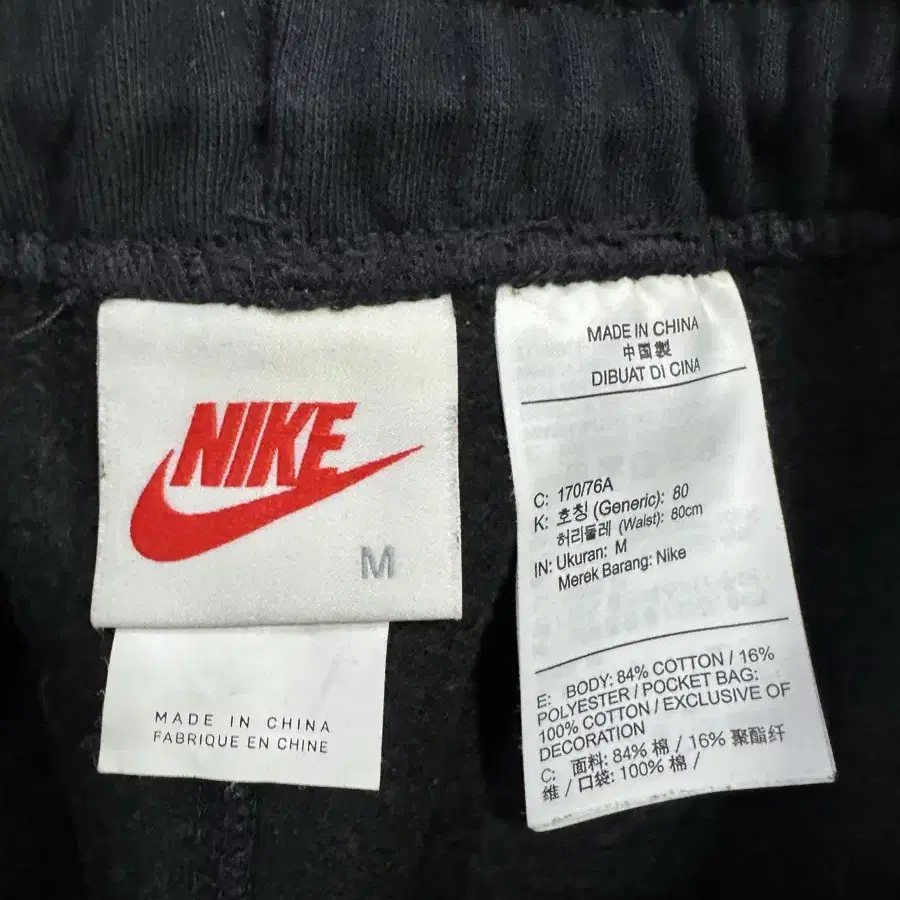 NIKE
M
MADE IN CHINA
FABRIQUE EN CHINE
MADE IN CHINA
中国製
DIBUAT DI CINA
C: 170/76A
K: 호칭 (Generic): 80
허리둘레 (Waist): 80cm
IN: Ukuran: M
Merek Barang: Nike
E: BODY: 84% COTTON / 16%
POLYESTER / POCKET BAG:
100% COTTON / EXCLUSIVE OF
DECORATION
C: 面料: 84% 棉 / 16% 聚酯纤
维 / 口袋: 100% 棉 /